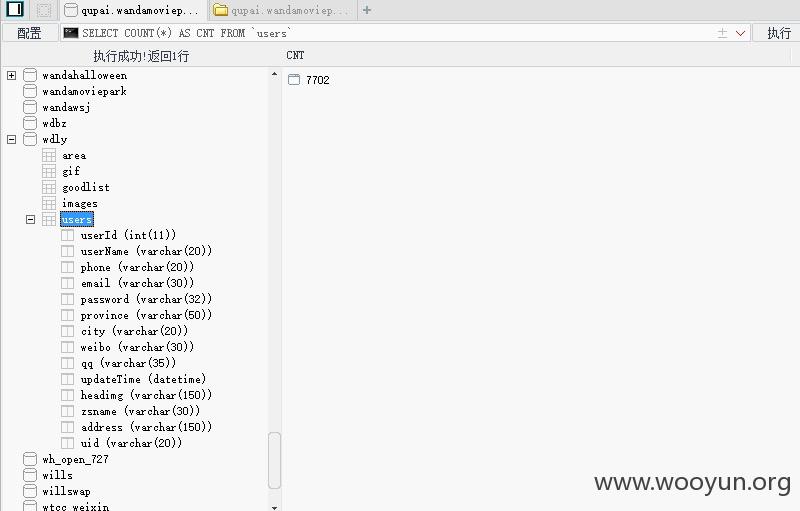 qupai.wandamoviep... qupai.wandamoviep...
配置 SELECT COUNT(*) AS CNT FROM `users` 执行
执行成功!返回1行 CNT
wandahalloween 7702
wandamoviepark
wandawsj
wdbz
wdly
area
gif
goodlist
images
users
userId (int(11))
userName (varchar(20))
phone (varchar(20))
email (varchar(30))
password (varchar(32))
province (varchar(50))
city (varchar(20))
weibo (varchar(30))
qq (varchar(35))
updateTime (datetime)
headimg (varchar(150))
zsname (varchar(30))
address (varchar(150))
uid (varchar(20))
wh_open_727
wills
willswap
wtcc_weixin
www.wooyun.org